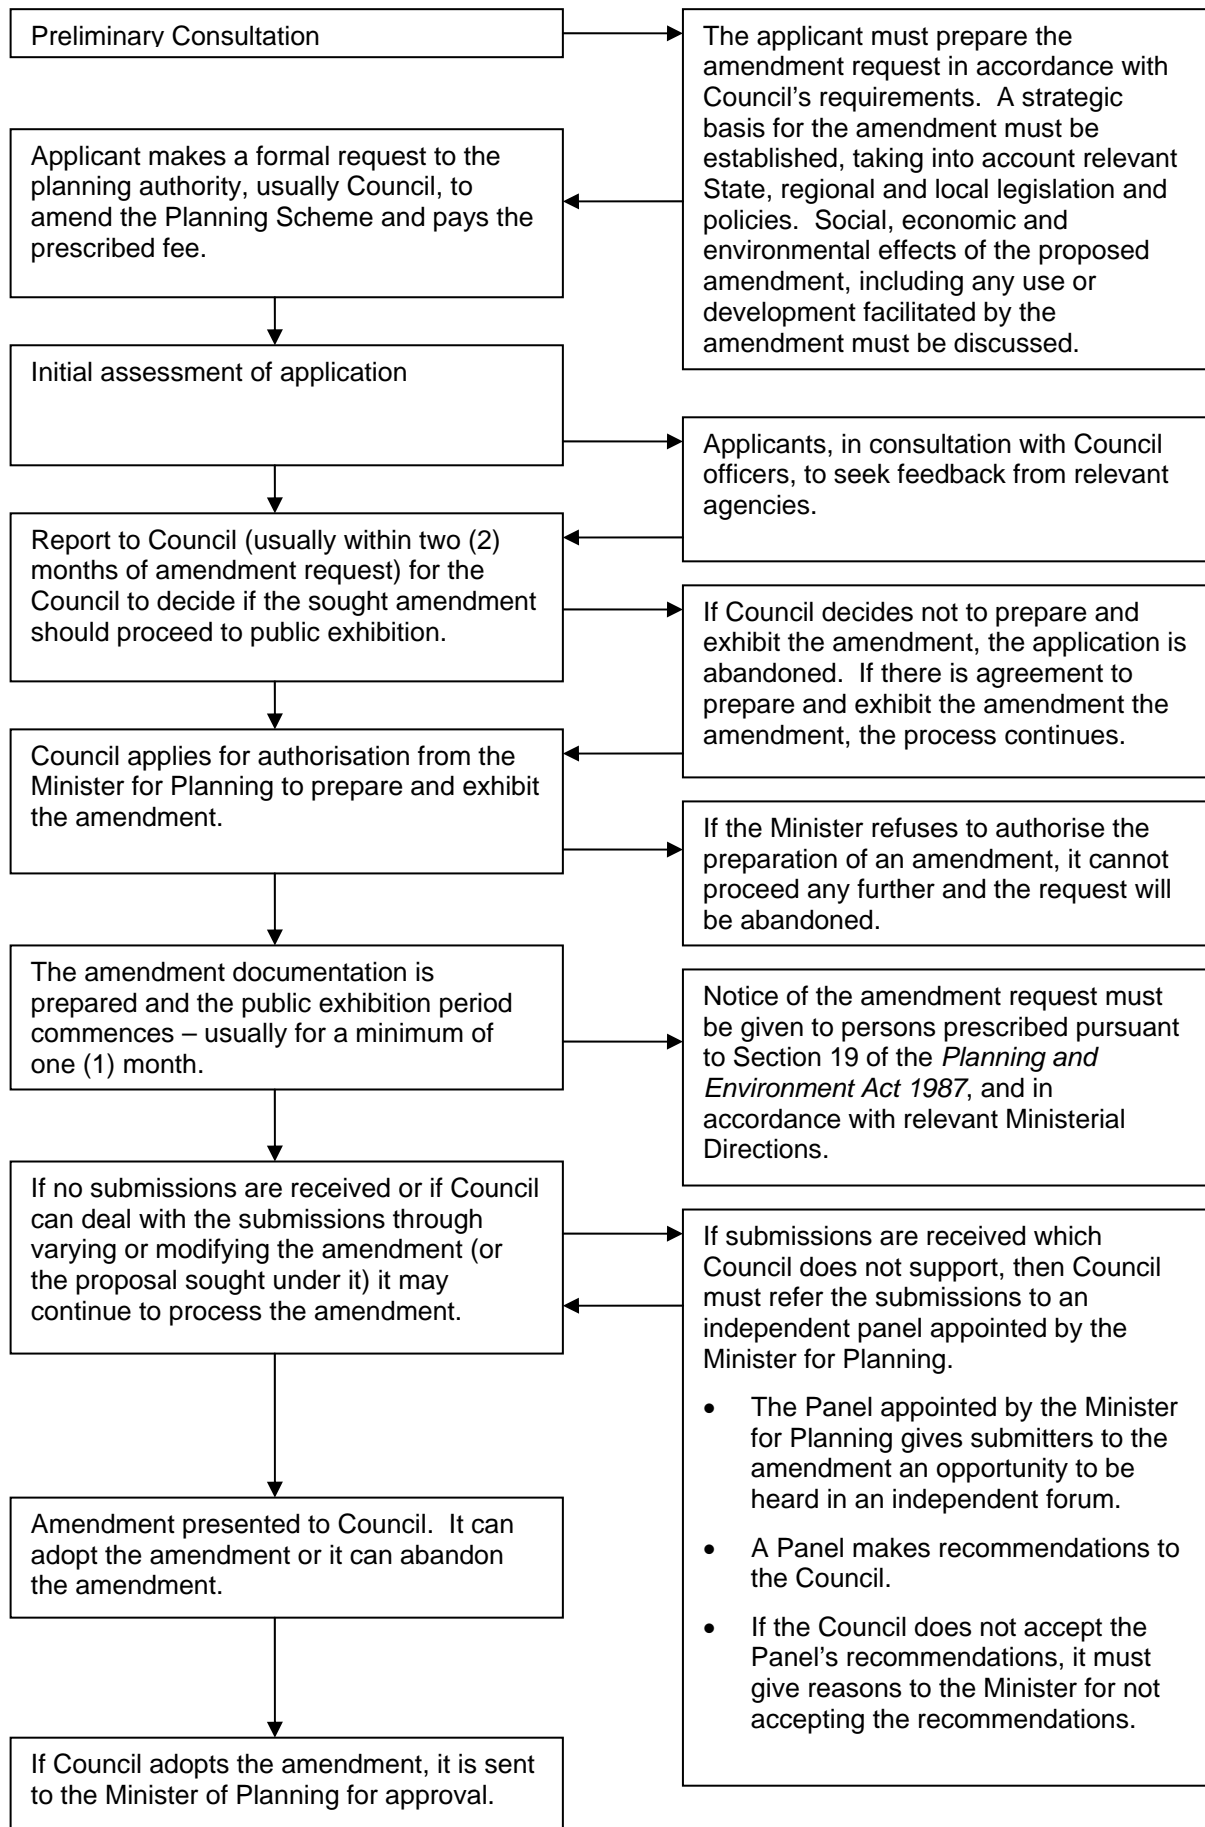 Preliminary Consultation
The applicant must prepare the
amendment request in accordance with
Council's requirements.  A strategic
basis for the amendment must be
established, taking into account relevant
State, regional and local legislation and
policies.  Social, economic and
environmental effects of the proposed
amendment, including any use or
development facilitated by the
amendment must be discussed.
Applicant makes a formal request to the
planning authority, usually Council, to
amend the Planning Scheme and pays the
prescribed fee.
Initial assessment of application
Applicants, in consultation with Council
officers, to seek feedback from relevant
agencies.
Report to Council (usually within two (2)
months of amendment request) for the
Council to decide if the sought amendment
should proceed to public exhibition.
If Council decides not to prepare and
exhibit the amendment, the application is
abandoned.  If there is agreement to
prepare and exhibit the amendment the
amendment, the process continues.
Council applies for authorisation from the
Minister for Planning to prepare and exhibit
the amendment.
If the Minister refuses to authorise the
preparation of an amendment, it cannot
proceed any further and the request will
be abandoned.
The amendment documentation is
prepared and the public exhibition period
commences – usually for a minimum of
one (1) month.
Notice of the amendment request must
be given to persons prescribed pursuant
to Section 19 of the Planning and
Environment Act 1987, and in
accordance with relevant Ministerial
Directions.
If no submissions are received or if Council
can deal with the submissions through
varying or modifying the amendment (or
the proposal sought under it) it may
continue to process the amendment.
If submissions are received which
Council does not support, then Council
must refer the submissions to an
independent panel appointed by the
Minister for Planning.
• The Panel appointed by the Minister
for Planning gives submitters to the
amendment an opportunity to be
heard in an independent forum.
• A Panel makes recommendations to
the Council.
• If the Council does not accept the
Panel's recommendations, it must
give reasons to the Minister for not
accepting the recommendations.
Amendment presented to Council.  It can
adopt the amendment or it can abandon
the amendment.
If Council adopts the amendment, it is sent
to the Minister of Planning for approval.